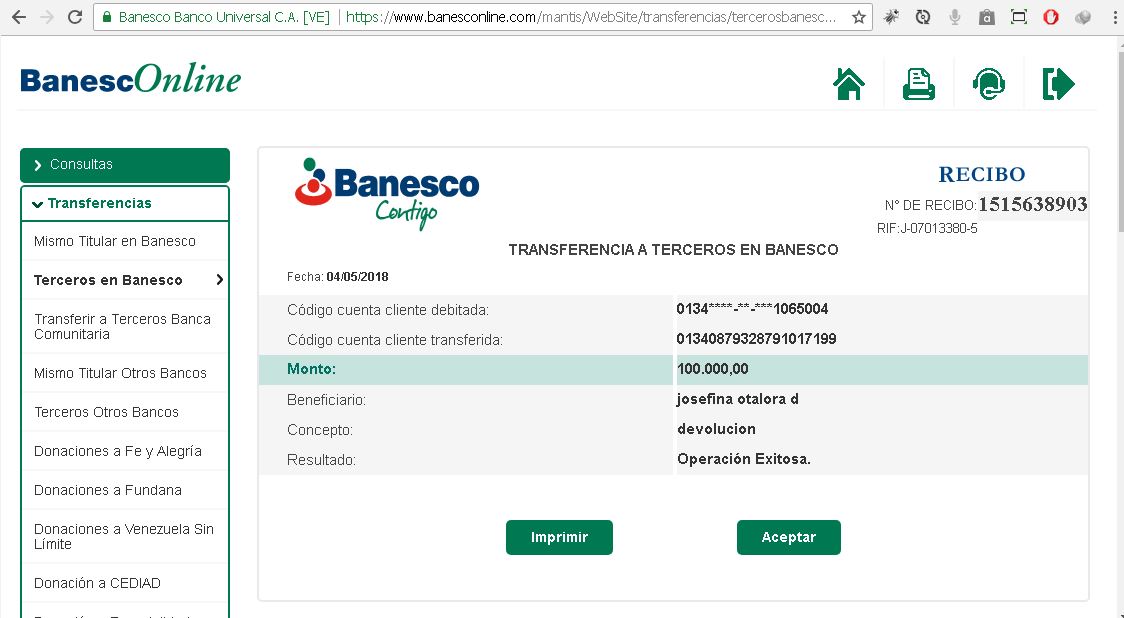 Banesco Banco Universal C.A. [VE] https://www.banesconline.com/mantis/WebSite/transferencias/tercerosbanesc...
BanescOnline
Consultas
Transferencias
Mismo Titular en Banesco
Terceros en Banesco
Transferir a Terceros Banca
Comunitaria
Mismo Titular Otros Bancos
Terceros Otros Bancos
Donaciones a Fe y Alegría
Donaciones a Fundana
Donaciones a Venezuela Sin
Límite
Donación a CEDIAD
Banesco
Contigo
RECIBO
N° DE RECIBO: 1515638903
RIF:J-07013380-5
TRANSFERENCIA A TERCEROS EN BANESCO
Fecha: 04/05/2018
Código cuenta cliente debitada: 0134****-**-***1065004
Código cuenta cliente transferida: 01340879328791017199
Monto: 100.000,00
Beneficiario: josefina otalora d
Concepto: devolucion
Resultado: Operación Exitosa.
Imprimir Aceptar